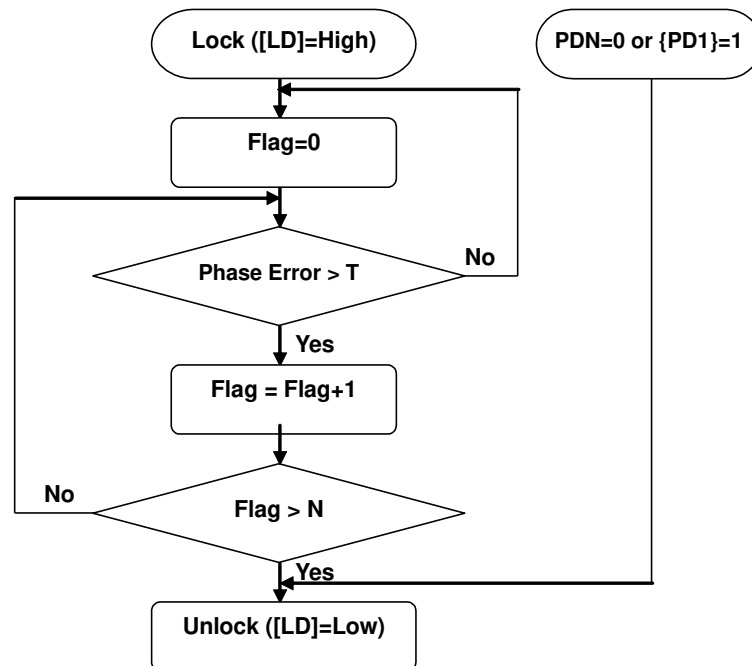 Lock ([LD]=High)
PDN=0 or {PD1}=1
Flag=0
Phase Error > T
No
Yes
Flag = Flag+1
No
Flag > N
Yes
Unlock ([LD]=Low)